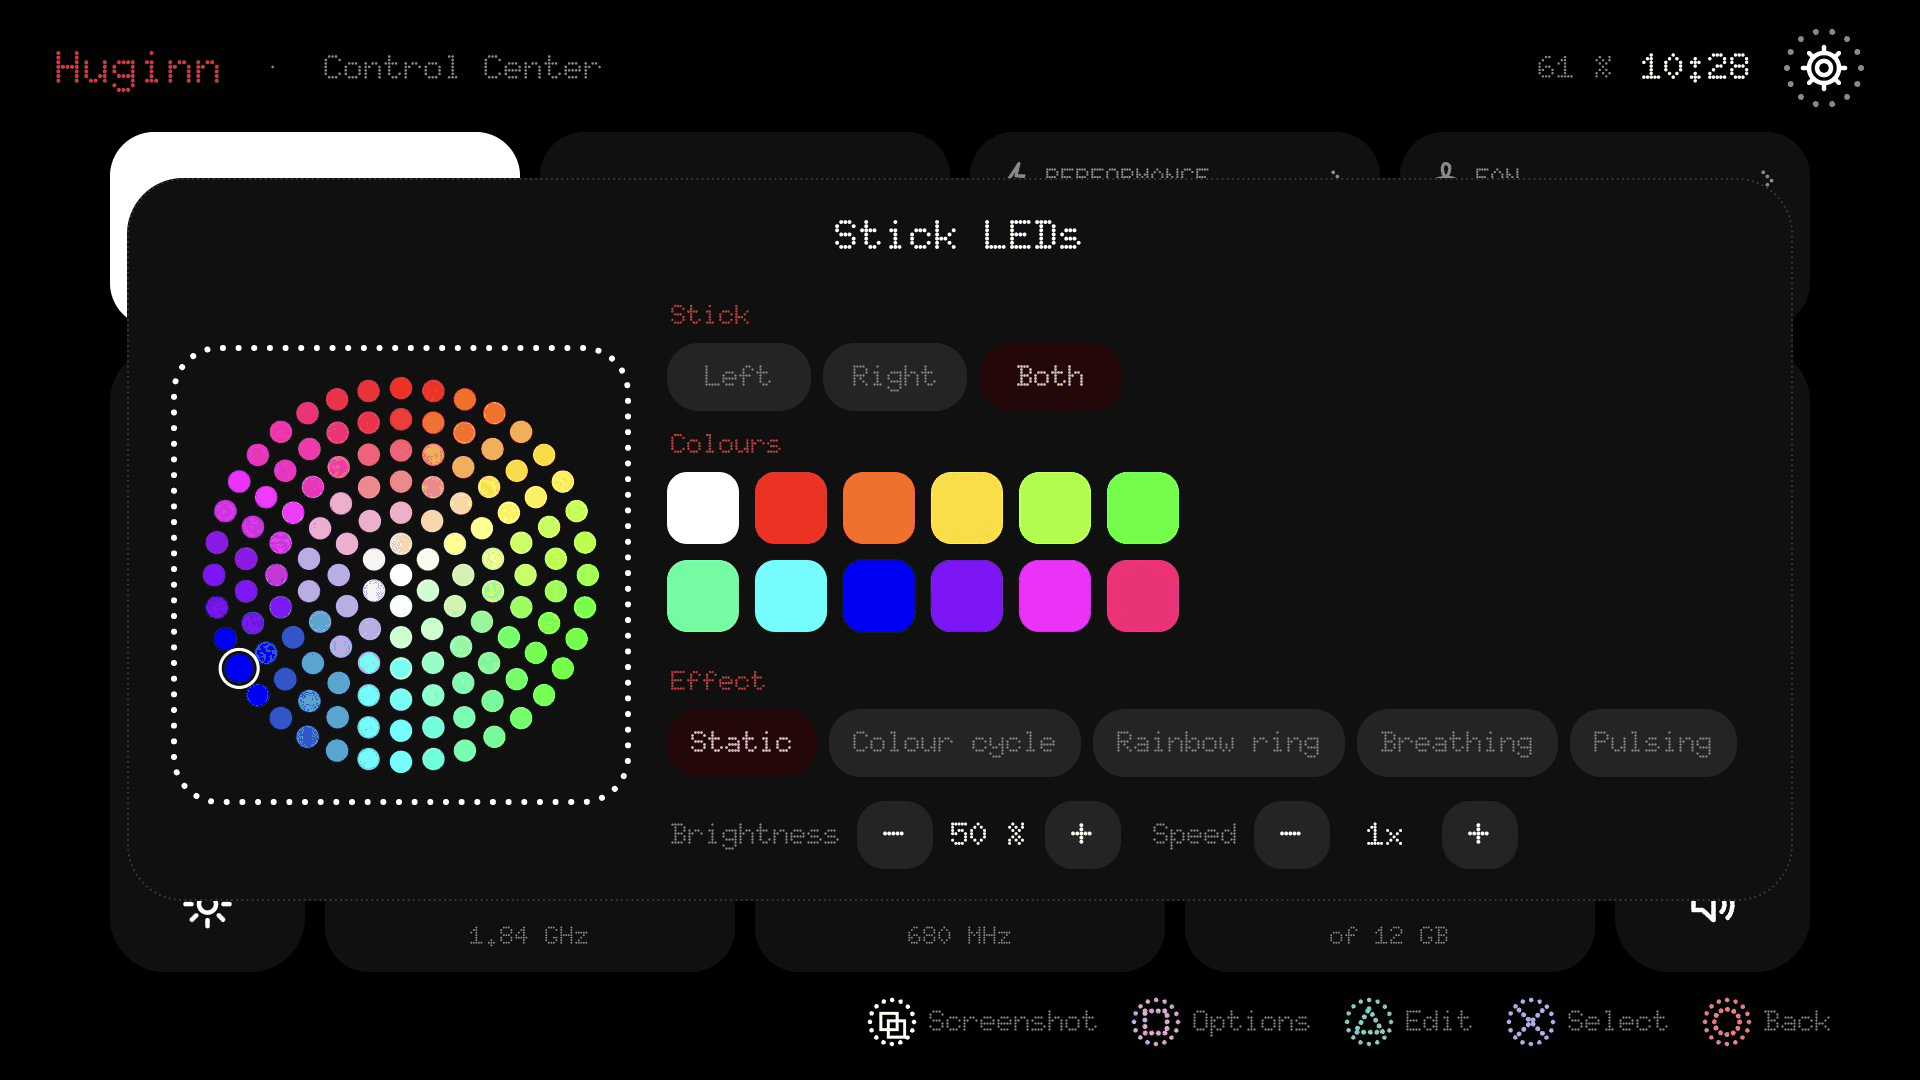 Huginn · Control Center 61 % 10:28
PERFORMANCE FAN
Stick LEDs
Stick
Left Right Both
Colours
Effect
Static Colour cycle Rainbow ring Breathing Pulsing
Brightness − 50 % + Speed − 1x +
1.84 GHz 680 MHz of 12 GB
Screenshot Options Edit Select Back